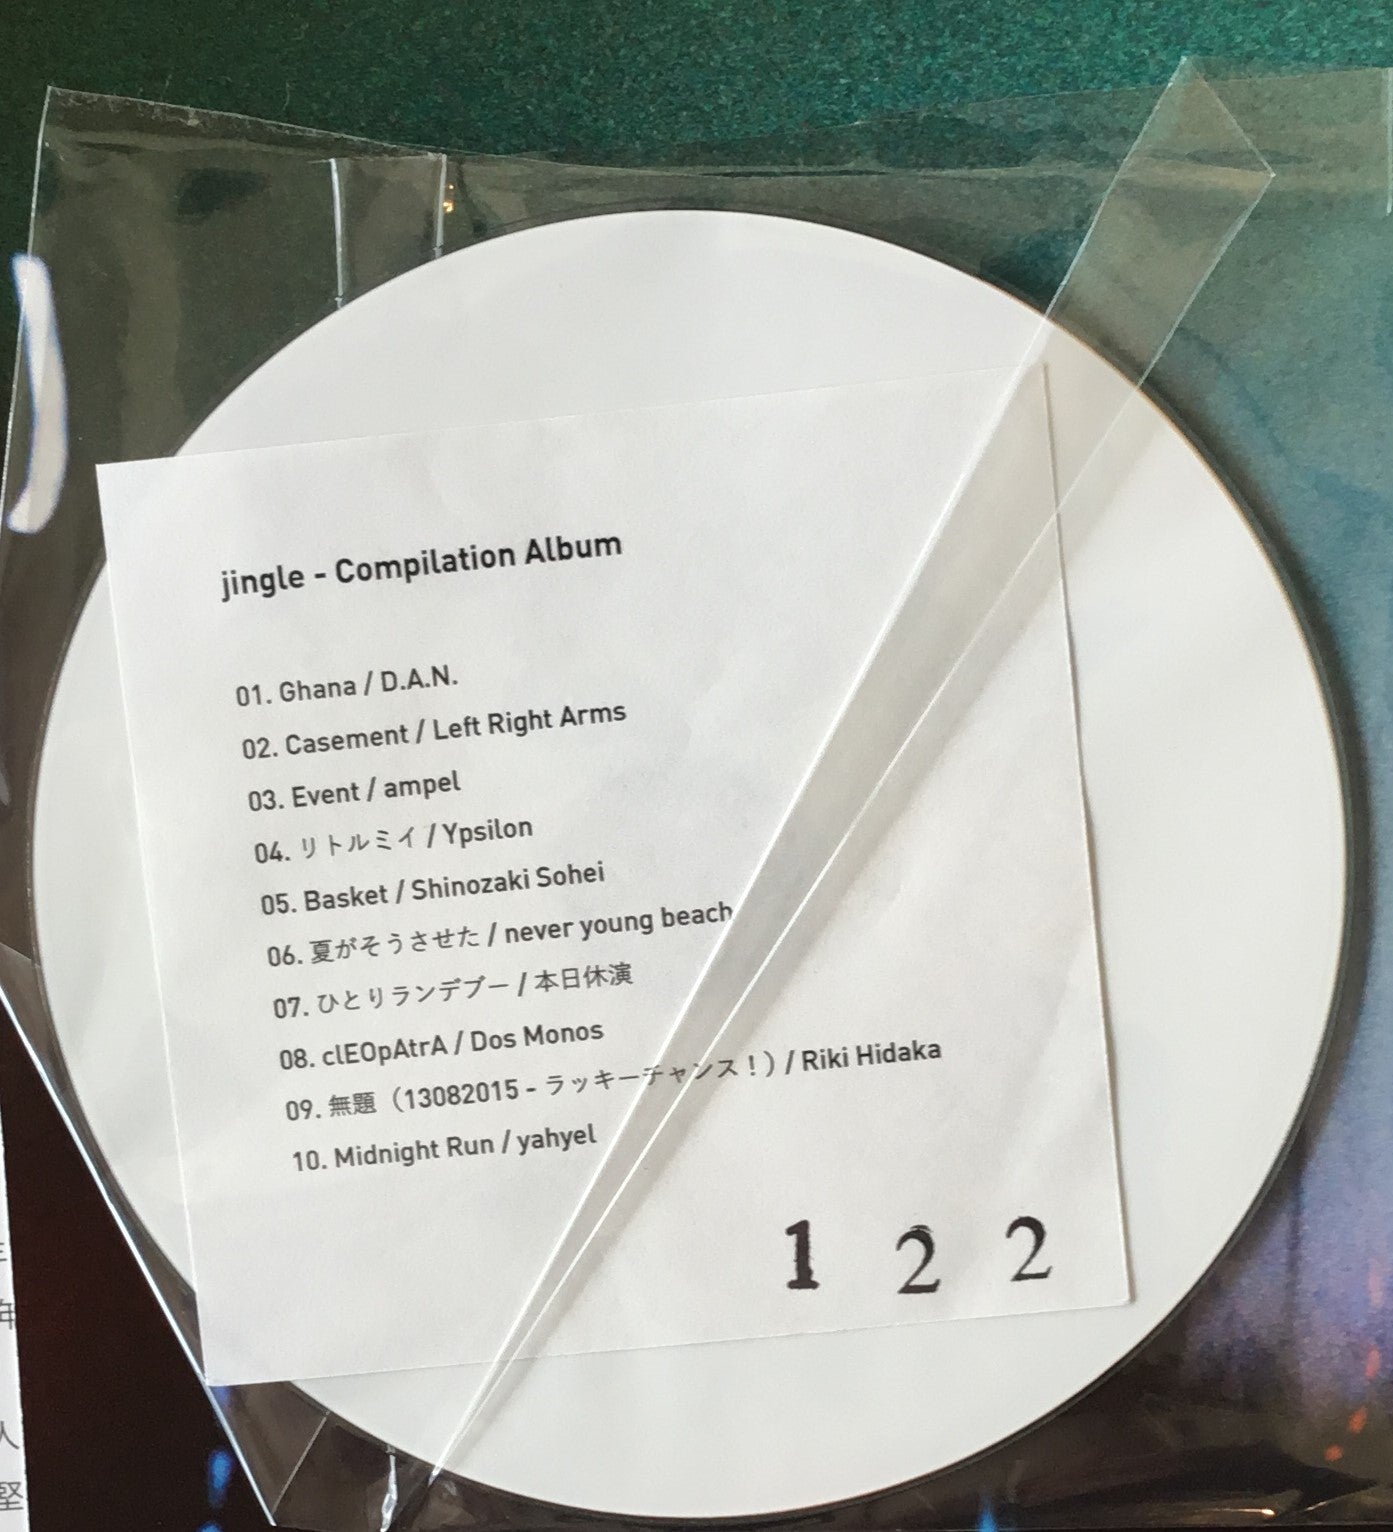 jingle - Compilation Album
01. Ghana / D.A.N.
02. Casement / Left Right Arms
03. Event / ampel
04. リトルミイ / Ypsilon
05. Basket / Shinozaki Sohei
06. 夏がそうさせた / never young beach
07. ひとりランデブー / 本日休演
08. clEOpAtrA / Dos Monos
09. 無題（13082015 - ラッキーチャンス！）/ Riki Hidaka
10. Midnight Run / yahyel
1 2 2
年
人
堅